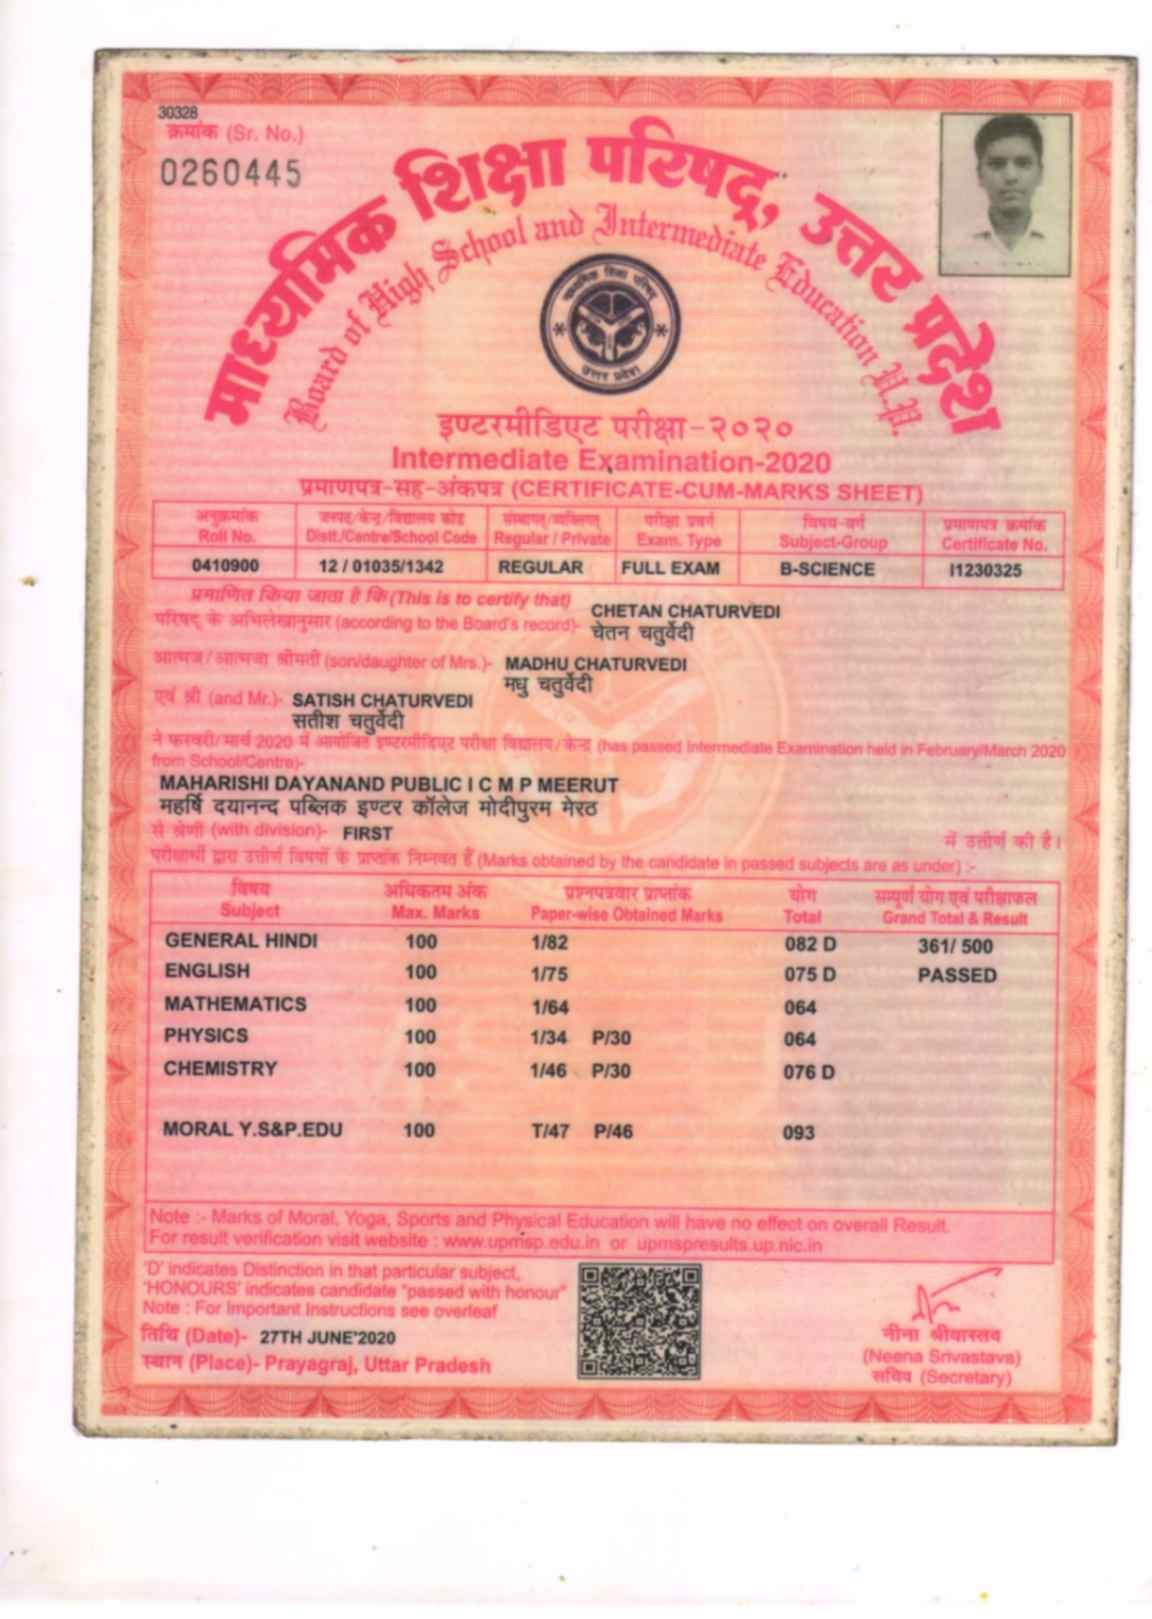 30328
क्रमांक (Sr. No.)
0260445
माध्यमिक शिक्षा परिषद्, उत्तर प्रदेश
Board of High School and Intermediate Education U.P.
माध्यमिक शिक्षा परिषद्
उत्तर प्रदेश
इण्टरमीडिएट परीक्षा-२०२०
Intermediate Examination-2020
प्रमाणपत्र-सह-अंकपत्र (CERTIFICATE-CUM-MARKS SHEET)
अनुक्रमांक जनपद/केन्द्र/विद्यालय कोड संस्थागत/व्यक्तिगत परीक्षा प्रवर्ग विषय-वर्ग प्रमाणपत्र क्रमांक
Roll No. Distt./Centre/School Code Regular / Private Exam. Type Subject-Group Certificate No.
0410900 12 / 01035/1342 REGULAR FULL EXAM B-SCIENCE I1230325
प्रमाणित किया जाता है कि (This is to certify that)
परिषद् के अभिलेखानुसार (according to the Board's record)- CHETAN CHATURVEDI
चेतन चतुर्वेदी
आत्मज/आत्मजा श्रीमती (son/daughter of Mrs.)- MADHU CHATURVEDI
मधु चतुर्वेदी
एवं श्री (and Mr.)- SATISH CHATURVEDI
सतीश चतुर्वेदी
ने फरवरी/मार्च 2020 में आयोजित इण्टरमीडिएट परीक्षा विद्यालय/केन्द्र (has passed Intermediate Examination held in February/March 2020
from School/Centre)-
MAHARISHI DAYANAND PUBLIC I C M P MEERUT
महर्षि दयानन्द पब्लिक इण्टर कॉलेज मोदीपुरम मेरठ
से श्रेणी (with division)- FIRST में उत्तीर्ण की है।
परीक्षार्थी द्वारा उत्तीर्ण विषयों के प्राप्तांक निम्नवत हैं (Marks obtained by the candidate in passed subjects are as under) :-
विषय अधिकतम अंक प्रश्नपत्रवार प्राप्तांक योग सम्पूर्ण योग एवं परीक्षाफल
Subject Max. Marks Paper-wise Obtained Marks Total Grand Total & Result
GENERAL HINDI 100 1/82 082 D 361/ 500
ENGLISH 100 1/75 075 D PASSED
MATHEMATICS 100 1/64 064
PHYSICS 100 1/34 P/30 064
CHEMISTRY 100 1/46 P/30 076 D
MORAL Y.S&P.EDU 100 T/47 P/46 093
Note :- Marks of Moral, Yoga, Sports and Physical Education will have no effect on overall Result.
For result verification visit website : www.upmsp.edu.in or upmspresults.up.nic.in
'D' indicates Distinction in that particular subject,
'HONOURS' indicates candidate "passed with honour"
Note : For Important Instructions see overleaf
तिथि (Date)- 27TH JUNE'2020
स्थान (Place)- Prayagraj, Uttar Pradesh
नीना श्रीवास्तव
(Neena Srivastava)
सचिव (Secretary)